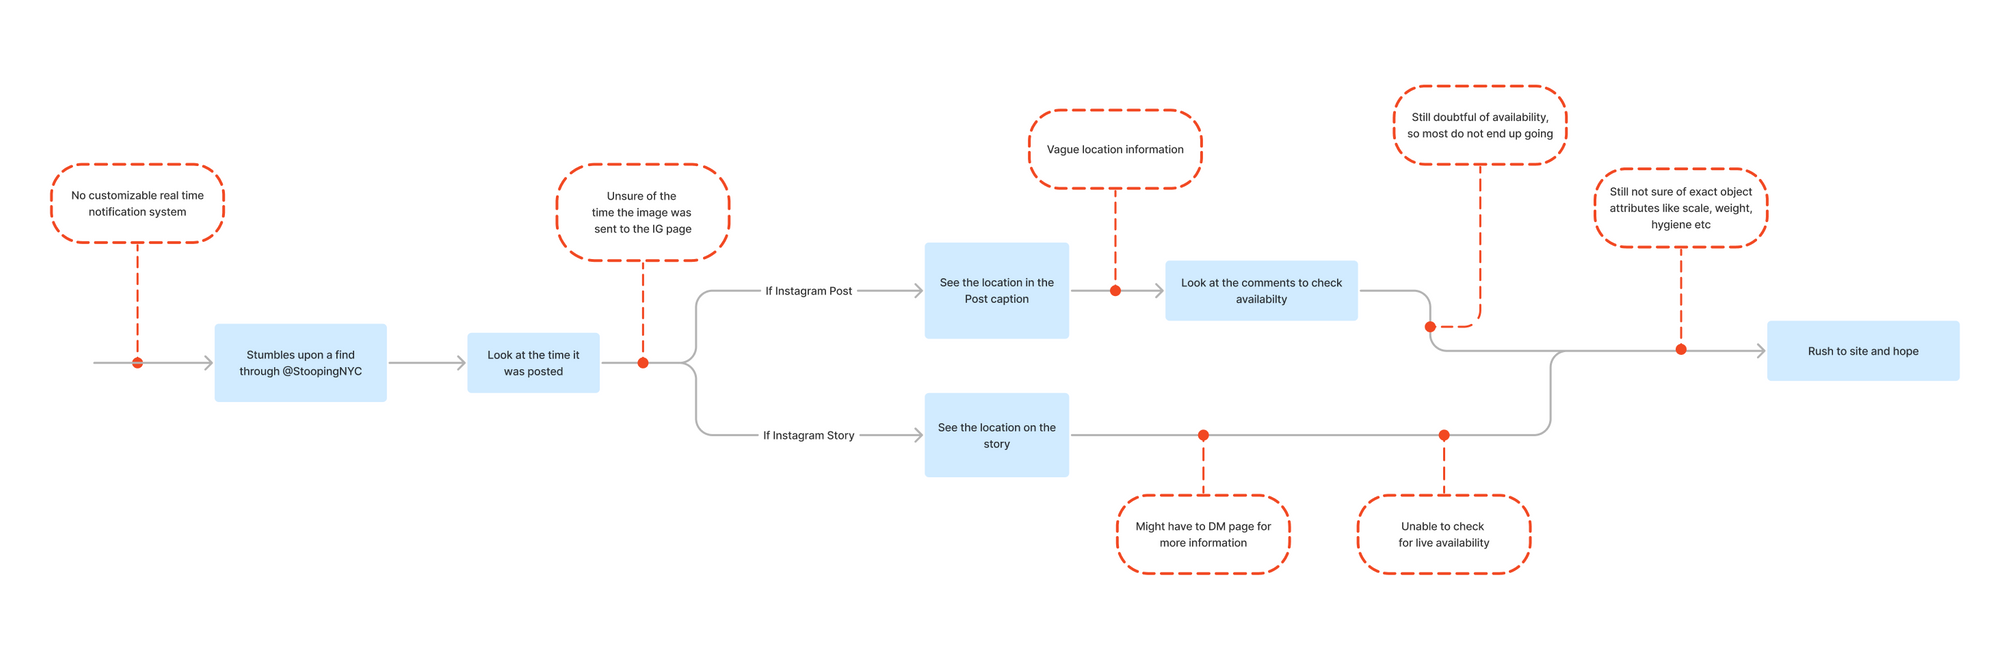 No customizable real time
notification system
Stumbles upon a find
through @StoopingNYC
Look at the time it
was posted
Unsure of the
time the image was
sent to the IG page
If Instagram Post
See the location in the
Post caption
Vague location information
Look at the comments to check
availabilty
Still doubtful of availability,
so most do not end up going
If Instagram Story
See the location on the
story
Might have to DM page for
more information
Unable to check
for live availability
Still not sure of exact object
attributes like scale, weight,
hygiene etc
Rush to site and hope